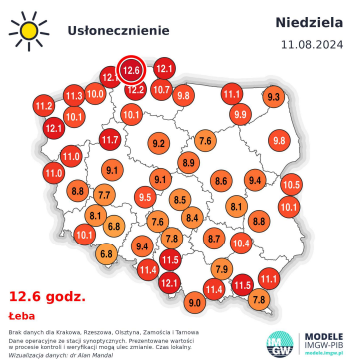 Usłonecznienie
Niedziela
11.08.2024
12.6 12.1
12.1 12.2 10.7
11.3 10.0 9.8 11.1 9.3
11.2 10.1 10.1 9.9
12.1 11.7 9.2 7.6 9.8
11.0 8.9
11.0 9.1 9.1 8.6 9.4 10.5
8.8 7.7 9.5 8.5 8.1 10.1
8.1 7.6 8.4 8.8
10.1 6.8 7.8 8.7 10.4
6.8 9.4 11.5
11.4 7.9
12.1 11.4 11.5 11.1
9.0 7.8
12.6 godz.
Łeba
Brak danych dla Krakowa, Rzeszowa, Olsztyna, Zamościa i Tarnowa
Dane operacyjne ze stacji synoptycznych. Prezentowane wartości
w procesie kontroli i weryfikacji mogą ulec zmianie. Czas lokalny.
Wizualizacja danych: dr Alan Mandal
IM
GW
MODELE
IMGW-PIB
modele.imgw.pl